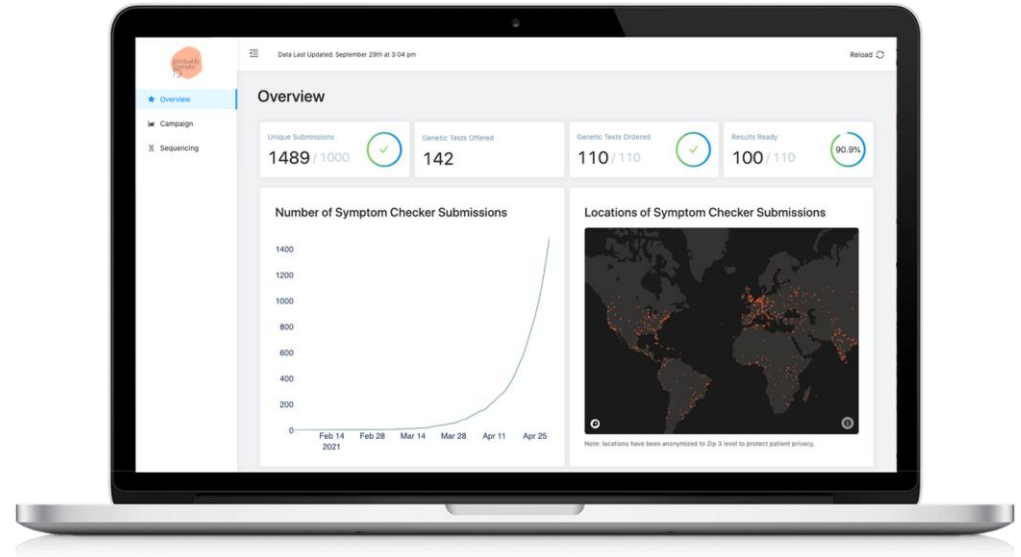 Data Last Updated: September 29th at 3:04 pm
Reload
Probably
Genetic
Overview
Campaign
Sequencing
Overview
Unique Submissions
1489 / 1000
Genetic Tests Offered
142
Genetic Tests Ordered
110 / 110
Results Ready
100 / 110
90.9%
Number of Symptom Checker Submissions
1400
1200
1000
800
600
400
200
0
Feb 14 Feb 28 Mar 14 Mar 28 Apr 11 Apr 25
2021
Locations of Symptom Checker Submissions
Note: locations have been anonymized to Zip 3 level to protect patient privacy.